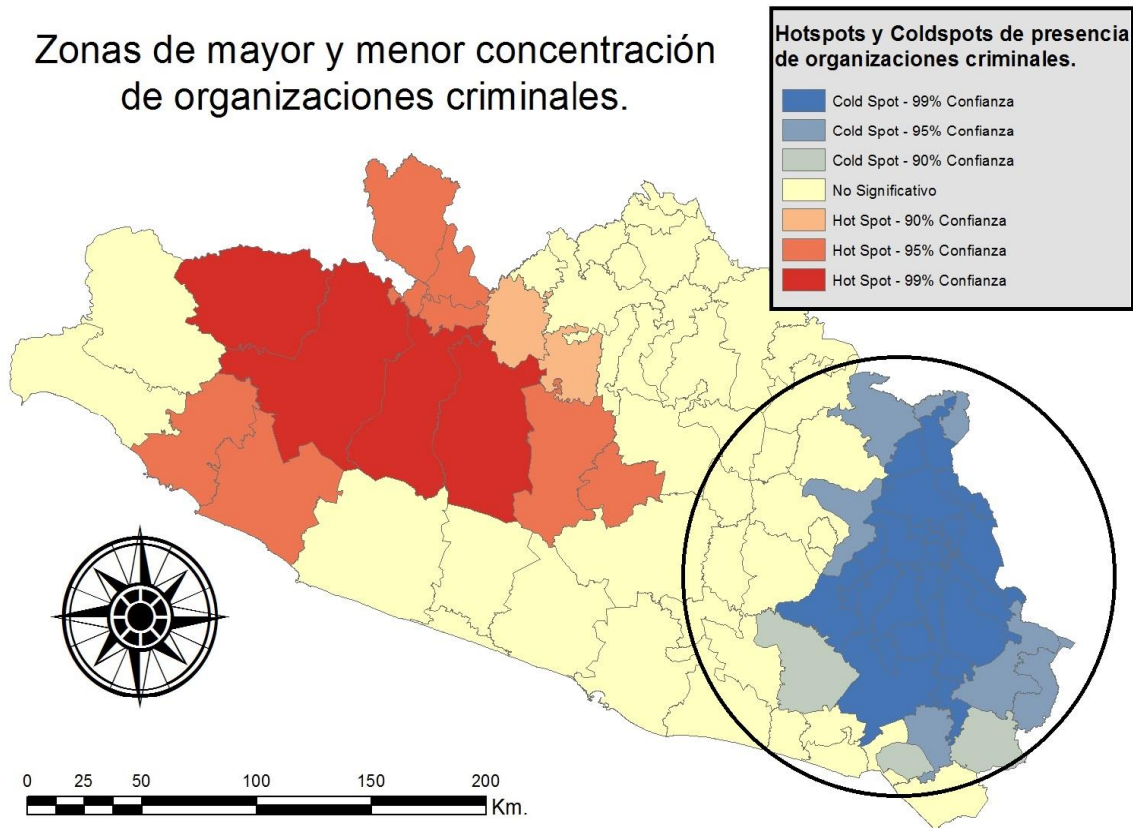 Zonas de mayor y menor concentración
de organizaciones criminales.
Hotspots y Coldspots de presencia
de organizaciones criminales.
Cold Spot - 99% Confianza
Cold Spot - 95% Confianza
Cold Spot - 90% Confianza
No Significativo
Hot Spot - 90% Confianza
Hot Spot - 95% Confianza
Hot Spot - 99% Confianza
0 25 50 100 150 200
Km.